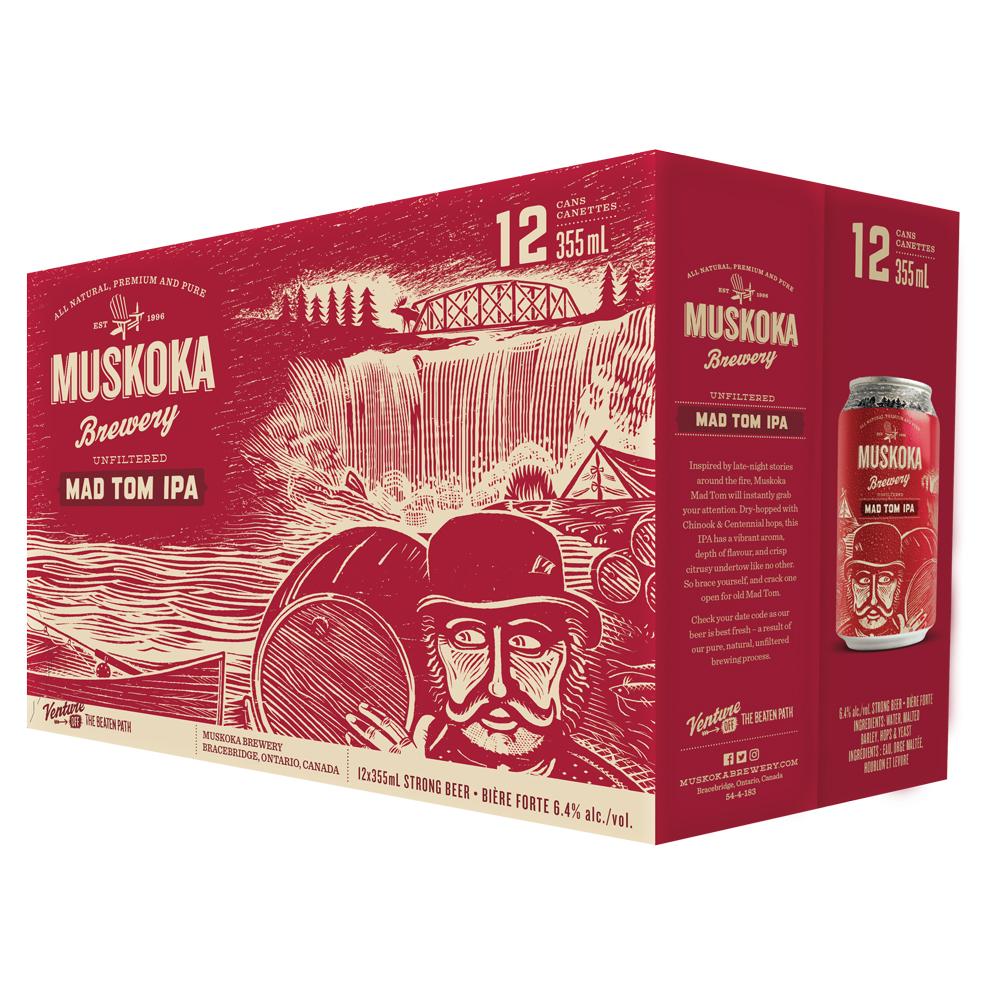 12
CANS
CANETTES
355 mL
ALL NATURAL, PREMIUM AND PURE
EST 1996
MUSKOKA
Brewery
UNFILTERED
MAD TOM IPA
Venture
OFF THE BEATEN PATH
MUSKOKA BREWERY
BRACEBRIDGE, ONTARIO, CANADA
12x355mL STRONG BEER • BIÈRE FORTE 6.4% alc./vol.
ALL NATURAL, PREMIUM AND PURE
EST 1996
MUSKOKA
Brewery
UNFILTERED
MAD TOM IPA
Inspired by late-night stories
around the fire, Muskoka
Mad Tom will instantly grab
your attention. Dry-hopped with
Chinook & Centennial hops, this
IPA has a vibrant aroma,
depth of flavour, and crisp
citrusy undertow like no other.
So brace yourself, and crack one
open for old Mad Tom.
Check your date code as our
beer is best fresh – a result of
our pure, natural, unfiltered
brewing process.
Venture
OFF THE BEATEN PATH
MUSKOKABREWERY.COM
Bracebridge, Ontario, Canada
54-4-183
12
CANS
CANETTES
355 mL
ALL NATURAL, PREMIUM AND PURE
EST 1996
MUSKOKA
Brewery
UNFILTERED
MAD TOM IPA
6.4% alc./vol. STRONG BEER • BIÈRE FORTE
INGREDIENTS: WATER, MALTED
BARLEY, HOPS & YEAST
INGRÉDIENTS : EAU, ORGE MALTÉE,
HOUBLON ET LEVURE